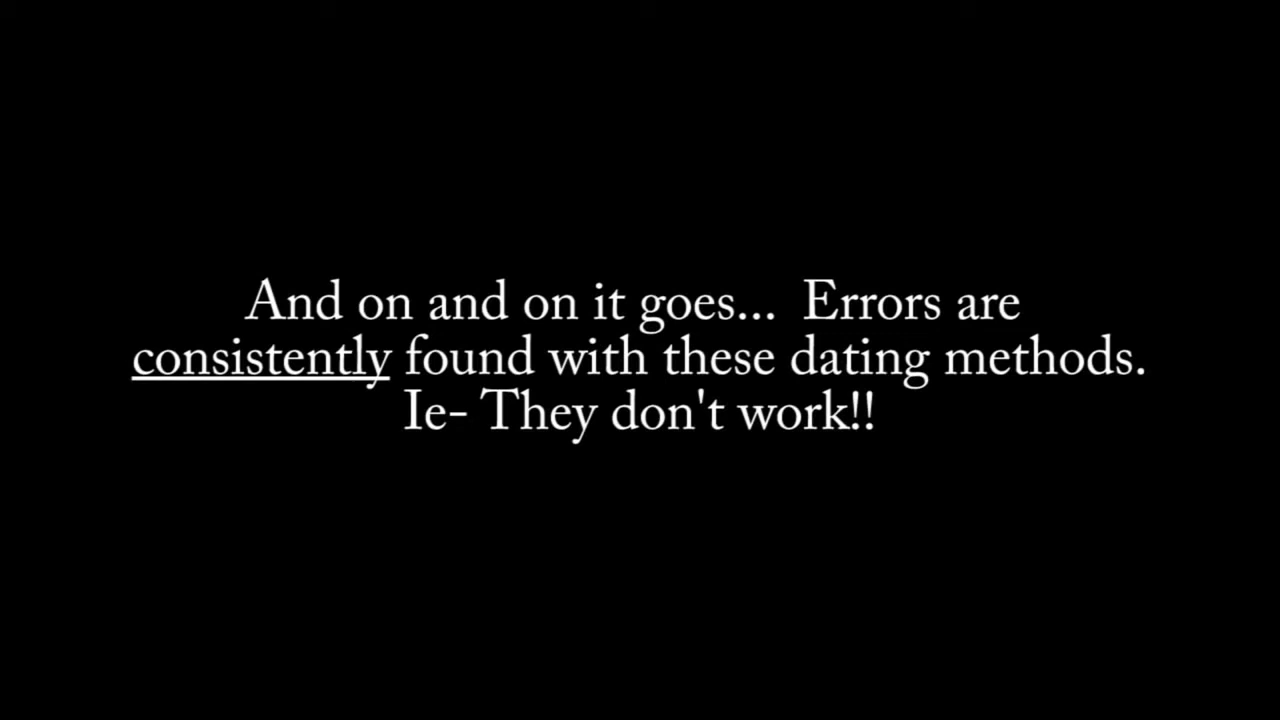 And on and on it goes...  Errors are
consistently found with these dating methods.
Ie- They don't work!!